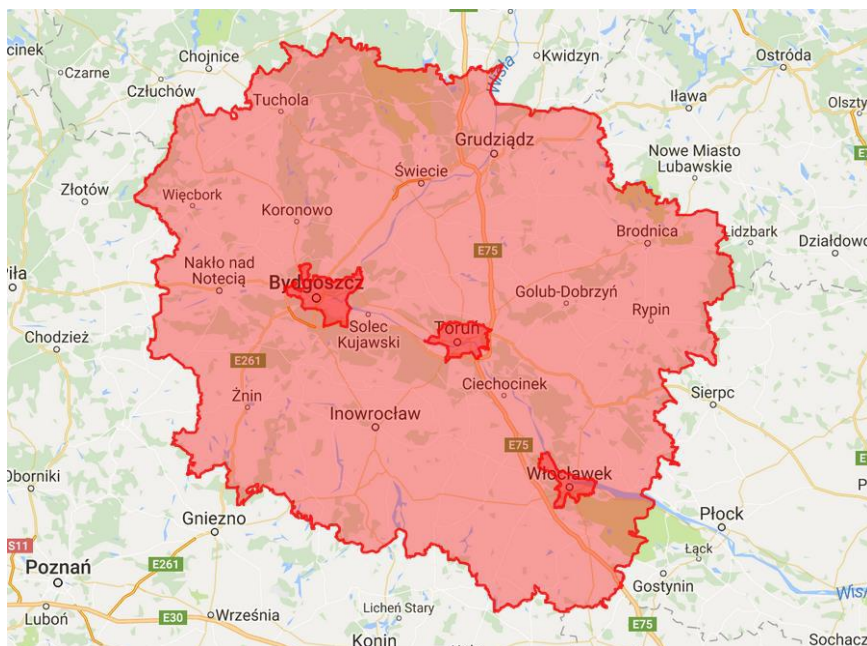 Chojnice
Kwidzyn
Ostróda
cinek
Czarne
Człuchów
Wisła
Tuchola
Iława
Olszty
Grudziądz
E7
Świecie
Nowe Miasto
Lubawskie
Złotów
Więcbork
Koronowo
Brodnica
Lidzbark
Działdowo
E75
Nakło nad
Notecią
Piła
Bydgoszcz
Golub-Dobrzyń
Rypin
Solec
Kujawski
Toruń
Chodzież
E261
Ciechocinek
Sierpc
Żnin
Inowrocław
E75
Oborniki
Włocławek
Gniezno
Płock
S11
Łąck
Poznań
E261
Gostynin
Wisł
Luboń
E30
Września
Licheń Stary
E75
Konin
Sochacz